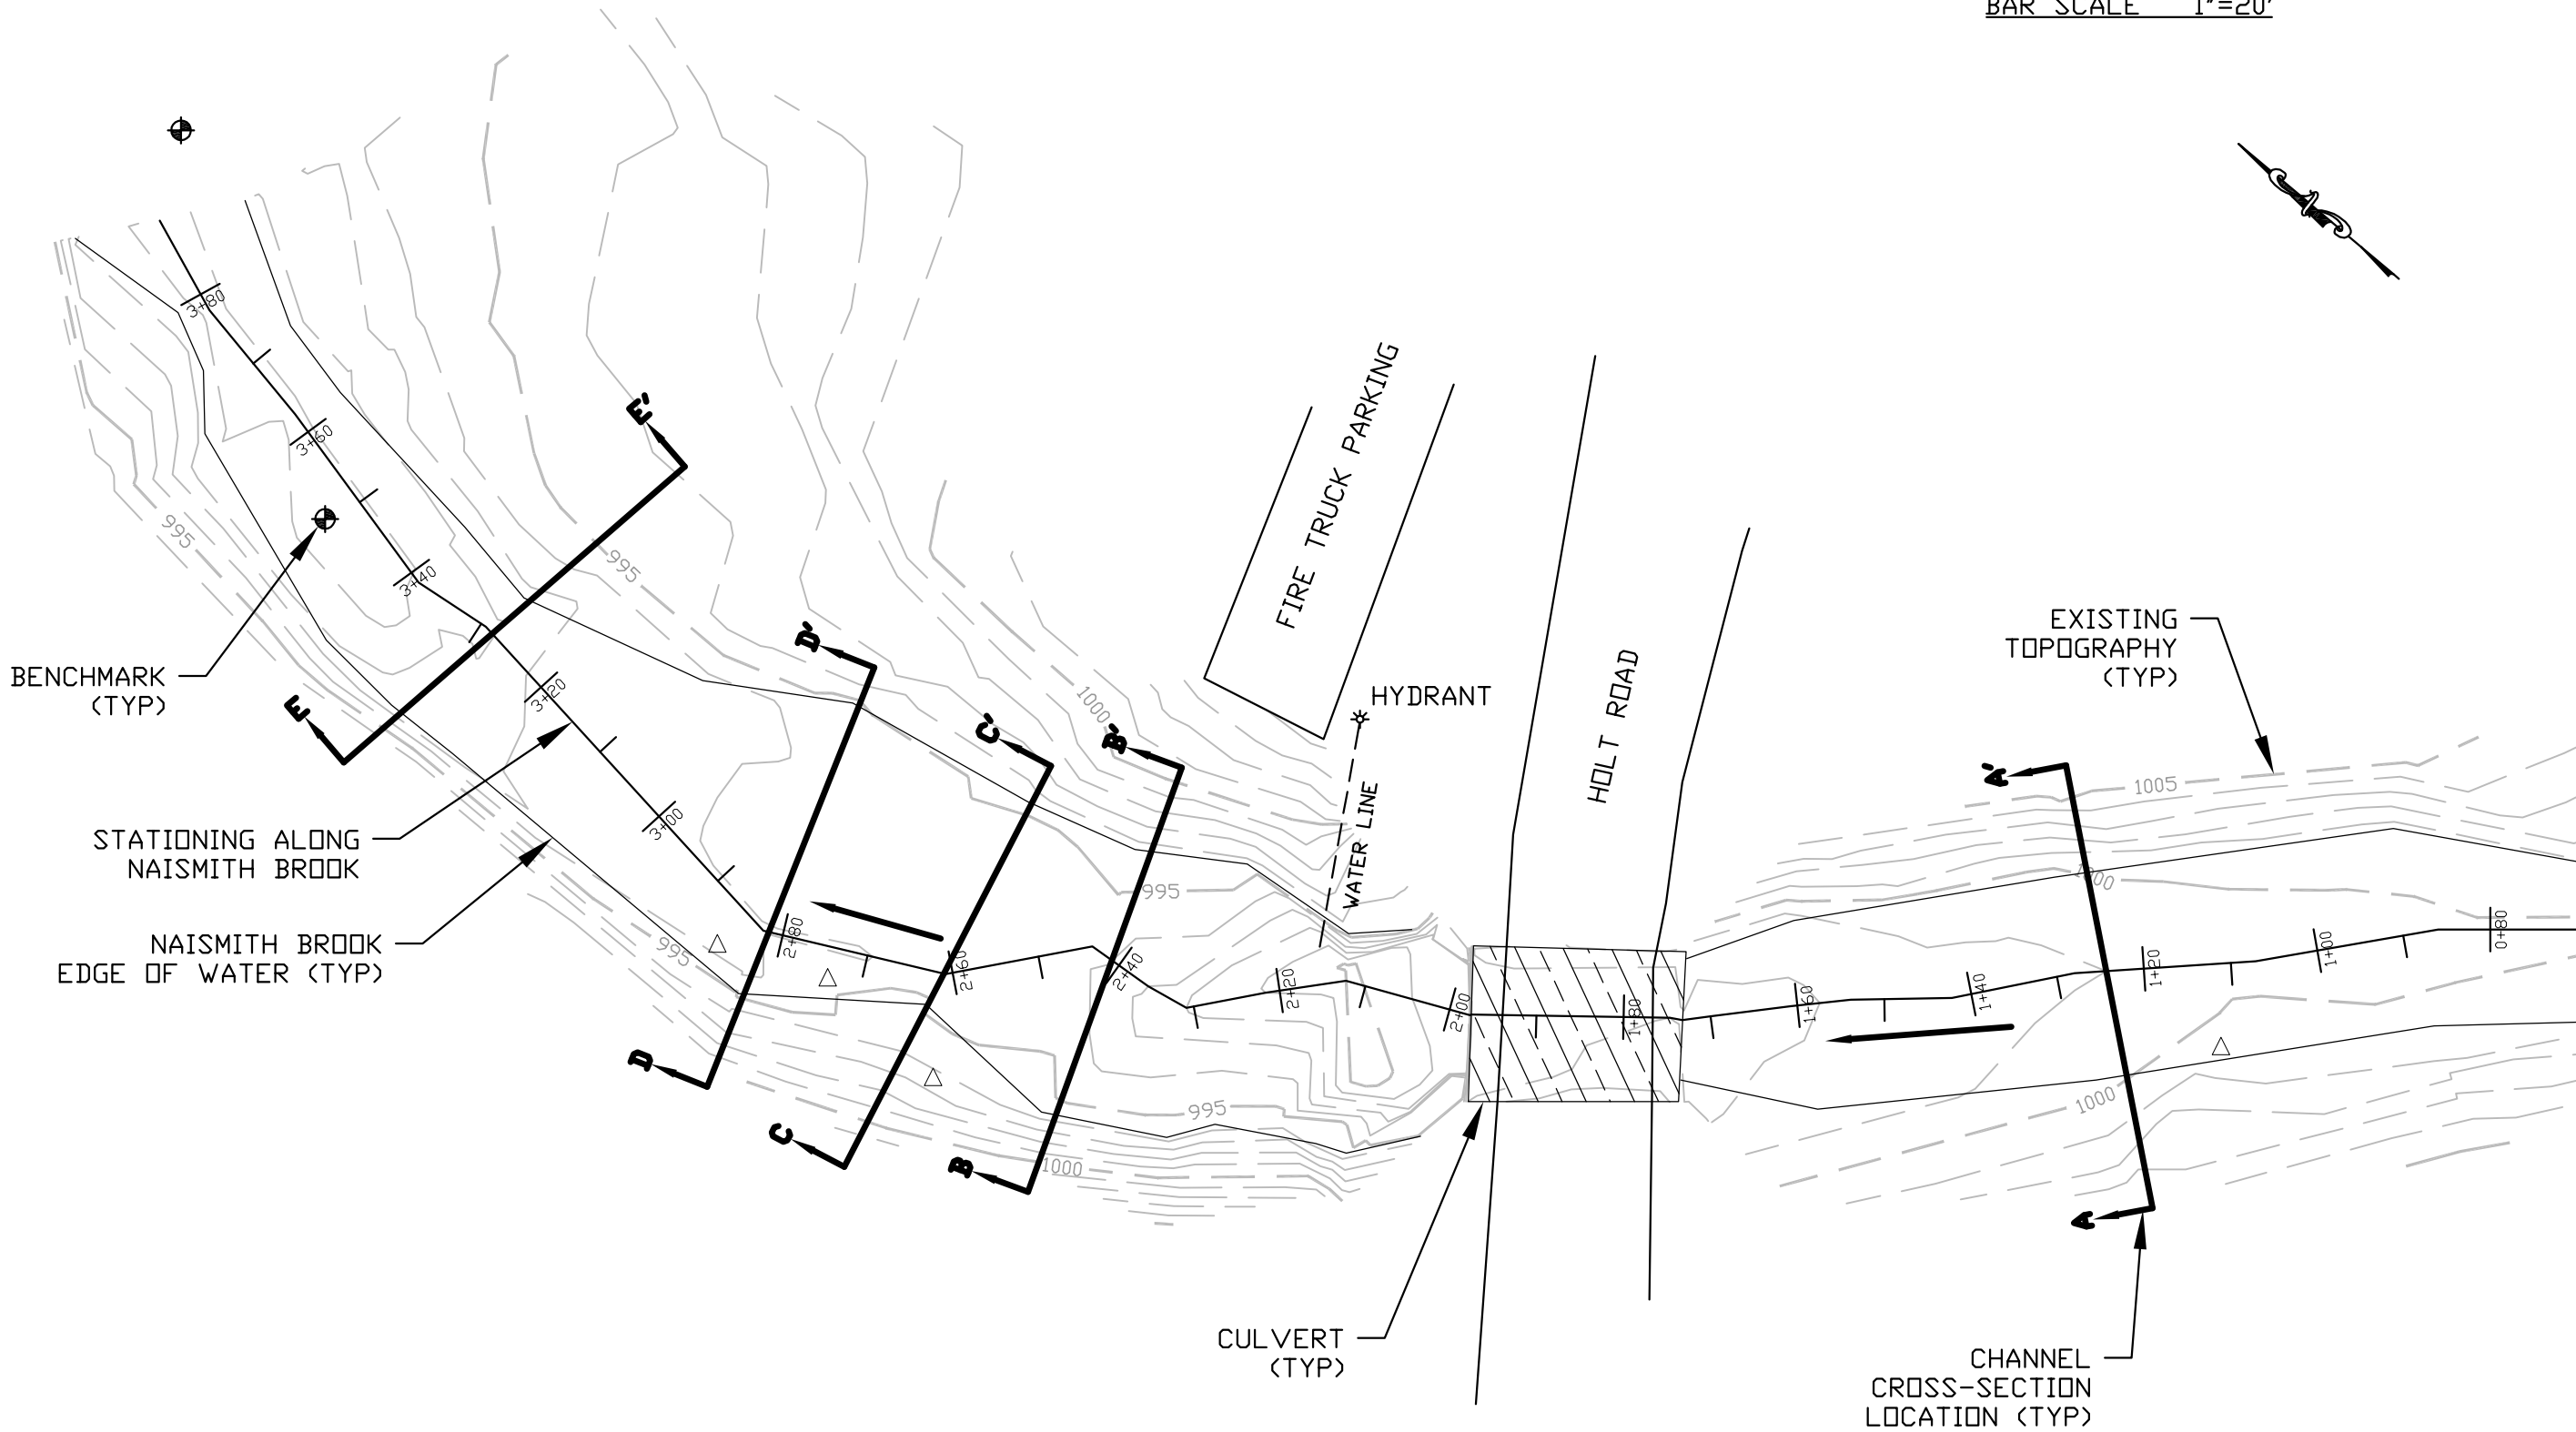 BAR SCALE 1"=20'
3+80
3+60
3+40
3+20
3+00
2+80
2+60
2+40
2+20
2+00
1+80
1+60
1+40
1+20
1+00
0+80
995
995
995
995
995
1000
1000
1000
1000
1005
FIRE TRUCK PARKING
HOLT ROAD
HYDRANT
WATER LINE
EXISTING
TOPOGRAPHY
(TYP)
BENCHMARK
(TYP)
STATIONING ALONG
NAISMITH BROOK
NAISMITH BROOK
EDGE OF WATER (TYP)
CULVERT
(TYP)
CHANNEL
CROSS-SECTION
LOCATION (TYP)
D'
D
C'
C
B'
B
A'
A